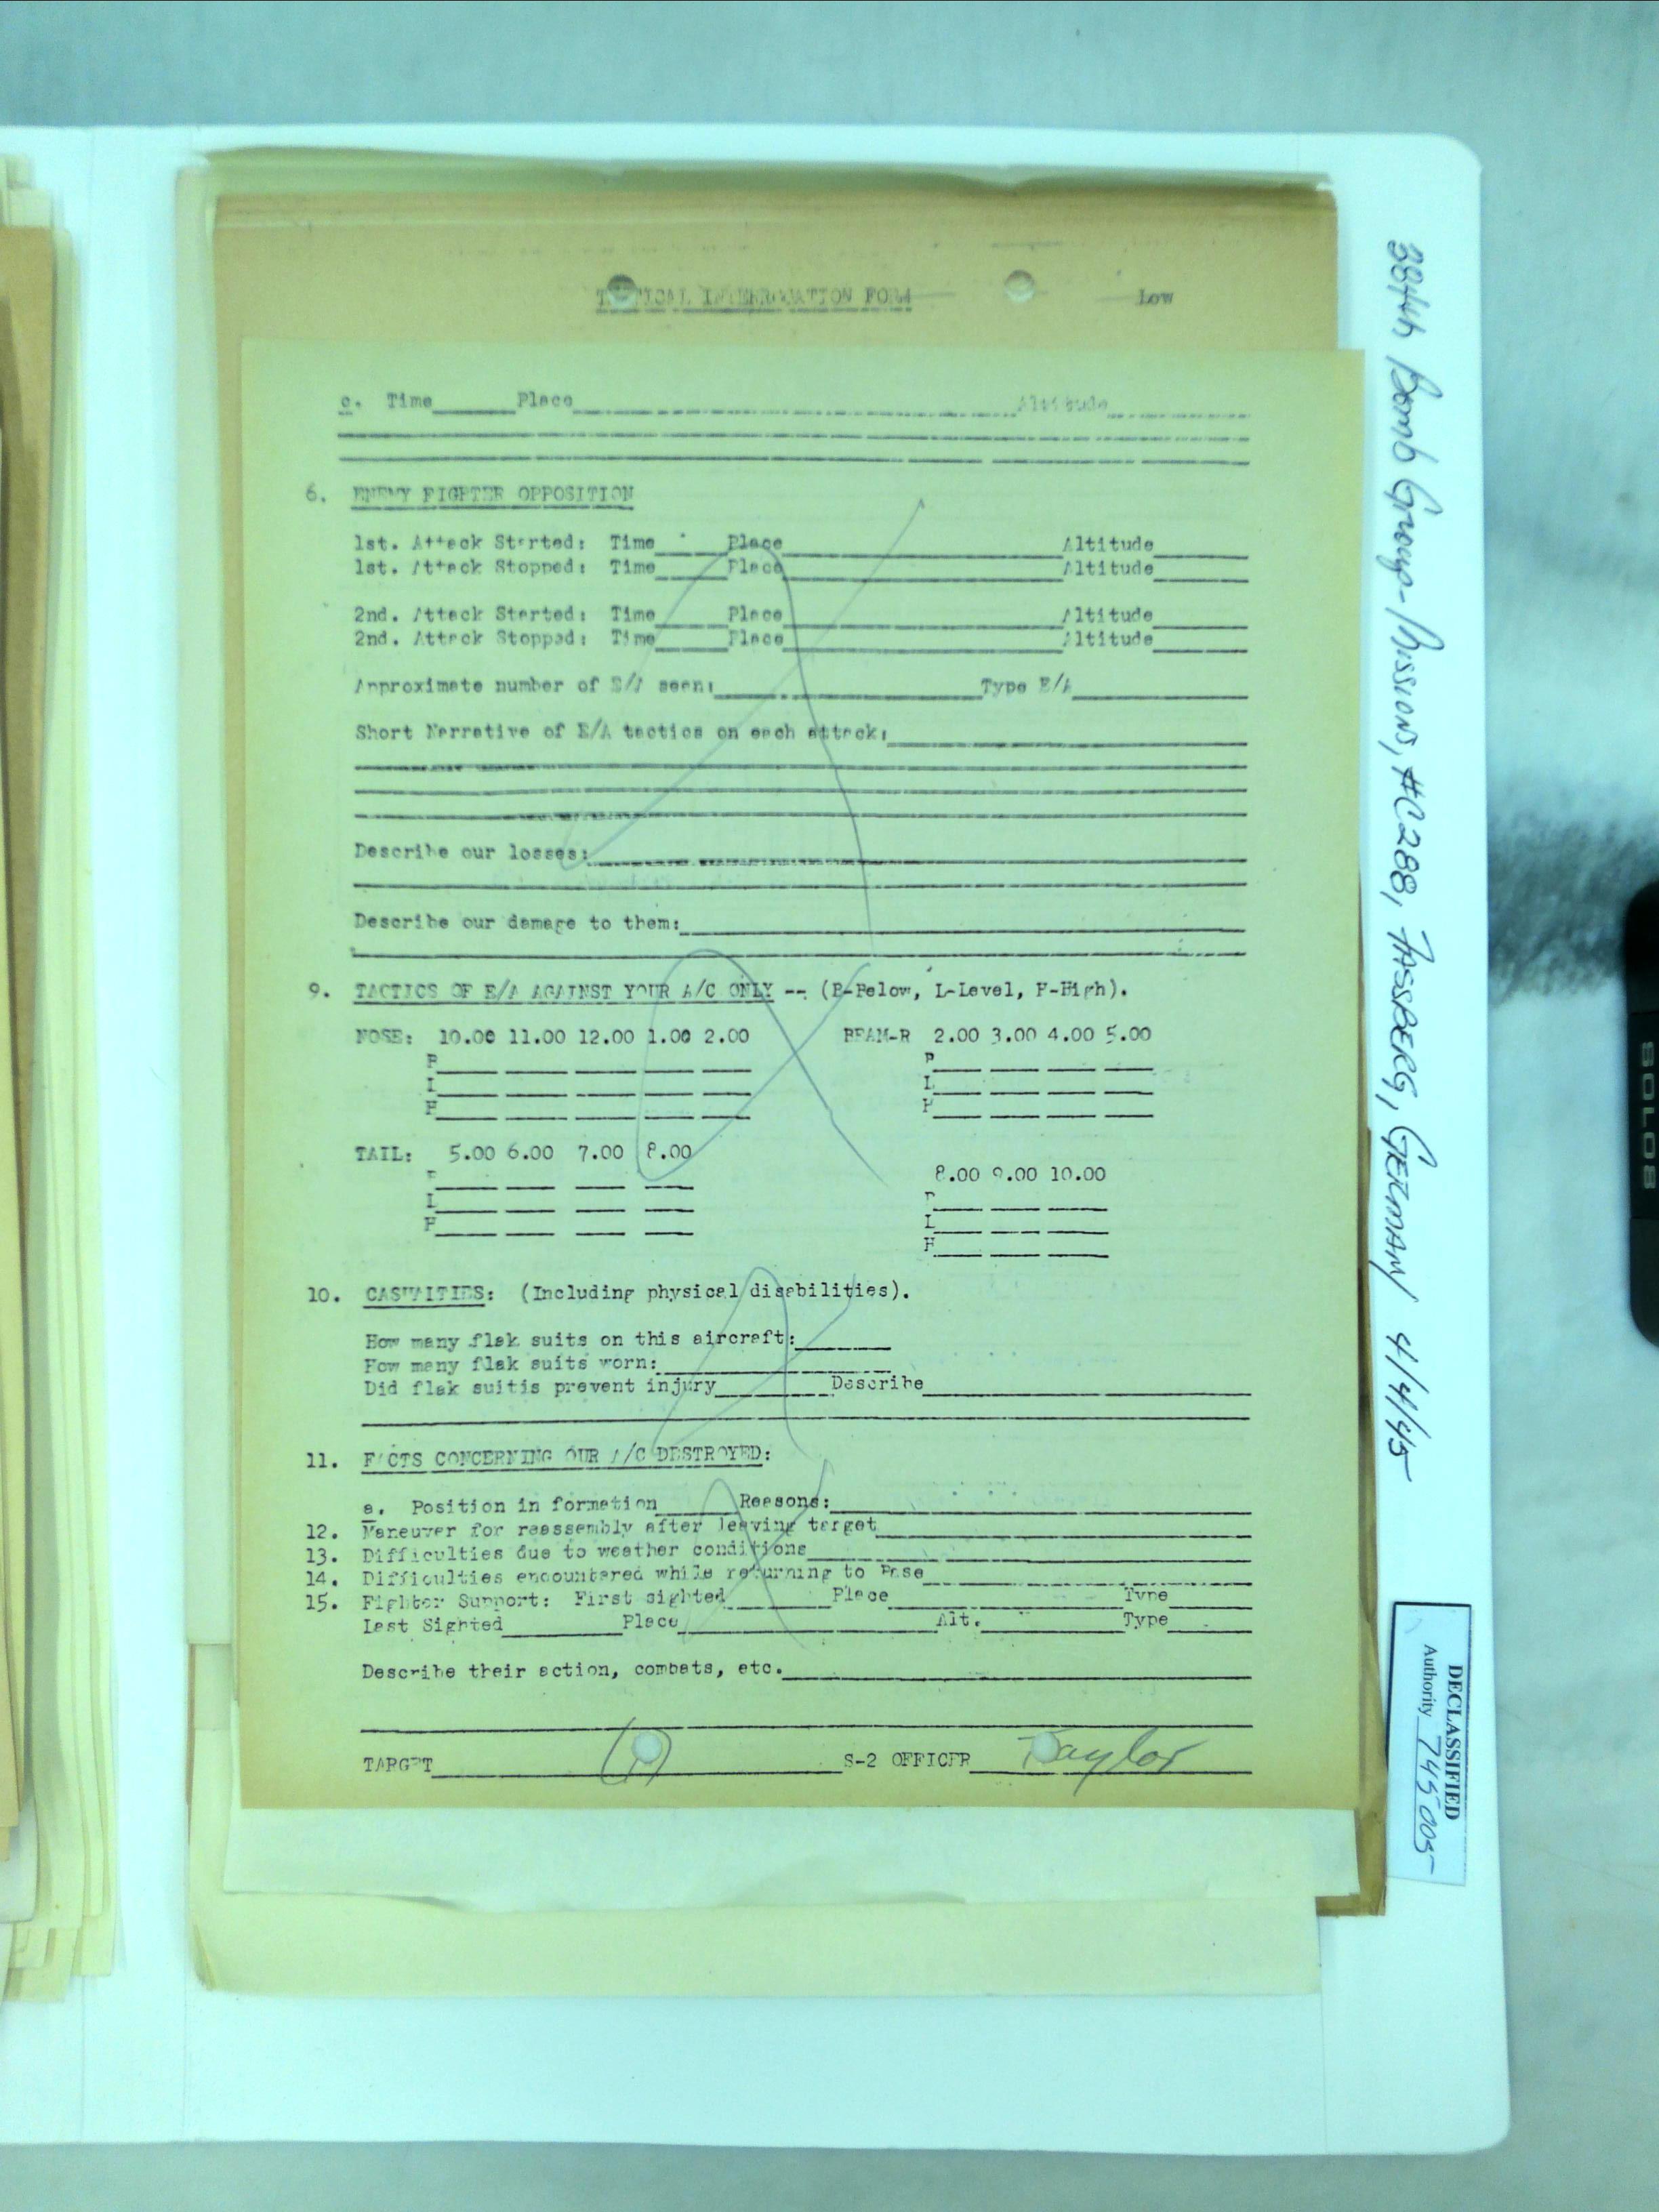 TACTICAL INTERROGATION FORM Low
c. Time Place Altitude
6. ENEMY FIGHTER OPPOSITION
1st. Attack Started: Time Place Altitude
1st. Attack Stopped: Time Place Altitude
2nd. Attack Started: Time Place Altitude
2nd. Attack Stopped: Time Place Altitude
Approximate number of E/A seen: Type E/A
Short Narrative of E/A tactics on each attack:
Describe our losses:
Describe our damage to them:
9. TACTICS OF E/A AGAINST YOUR A/C ONLY -- (B-Below, L-Level, H-High).
NOSE: 10.00 11.00 12.00 1.00 2.00 BEAM-R 2.00 3.00 4.00 5.00
B B
L L
H H
TAIL: 5.00 6.00 7.00 8.00
8.00 9.00 10.00
B B
L L
H H
10. CASUALTIES: (Including physical disabilities).
How many flak suits on this aircraft:
How many flak suits worn:
Did flak suitis prevent injury Describe
11. FACTS CONCERNING OUR A/C DESTROYED:
a. Position in formation Reasons:
12. Maneuver for reassembly after leaving target
13. Difficulties due to weather conditions
14. Difficulties encountered while returning to Base
15. Fighter Support: First sighted Place Type
Last Sighted Place Alt. Type
Describe their action, combats, etc.
TARGET S-2 OFFICER Taylor
388th Bomb Group-Missions, #C288, FASSBERG, GERMANY 4/4/45
DECLASSIFIED
Authority 745005
SOLOS